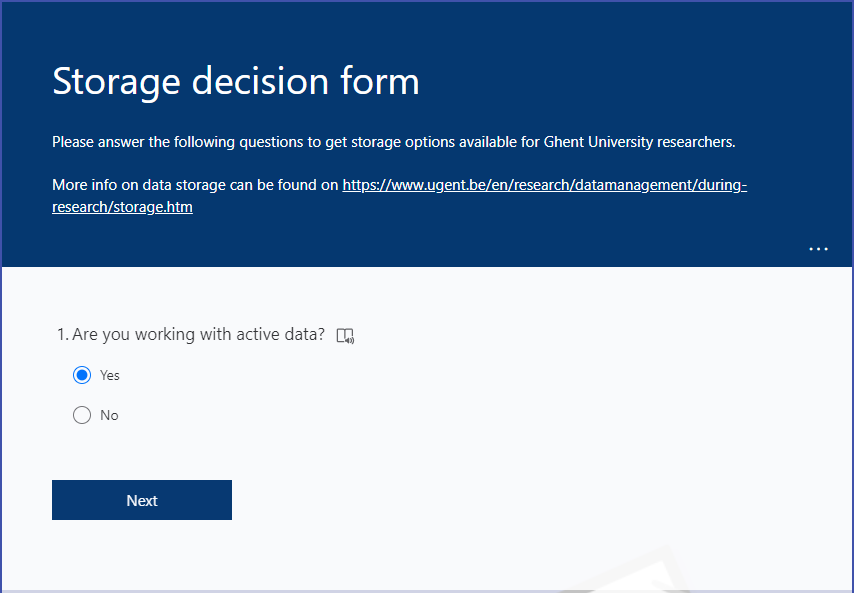 Storage decision form
Please answer the following questions to get storage options available for Ghent University researchers.
More info on data storage can be found on https://www.ugent.be/en/research/datamanagement/during-
research/storage.htm
...
1. Are you working with active data?
Yes
No
Next